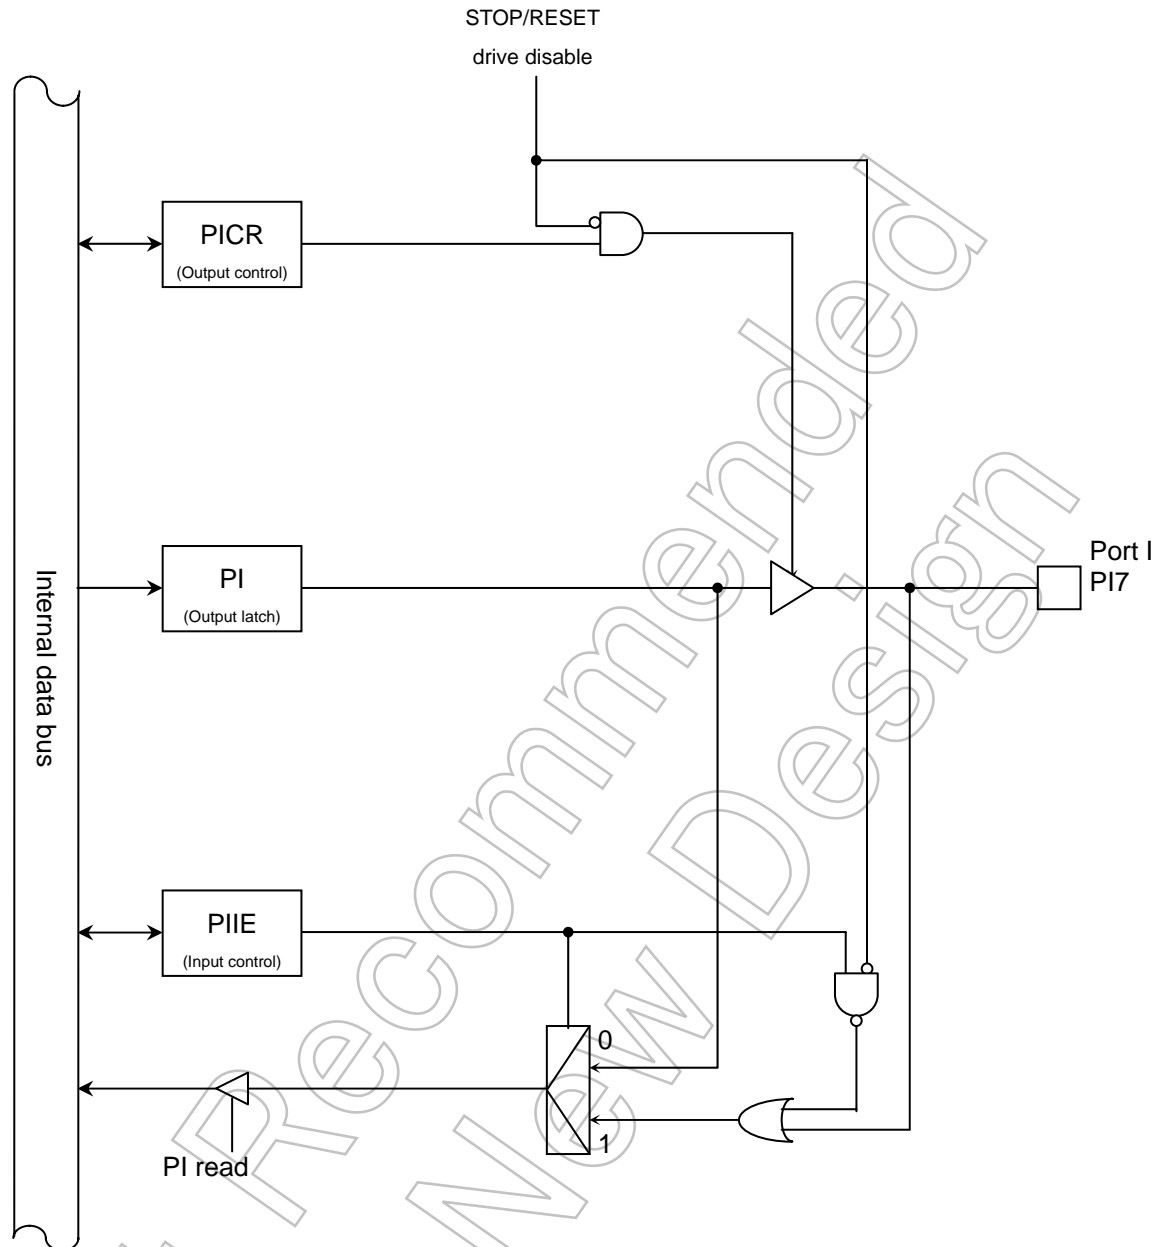 STOP/RESET
drive disable
PICR
(Output control)
Internal data bus
PI
(Output latch)
Port I
PI7
PIIE
(Input control)
0
1
PI read
Recommended
New Design